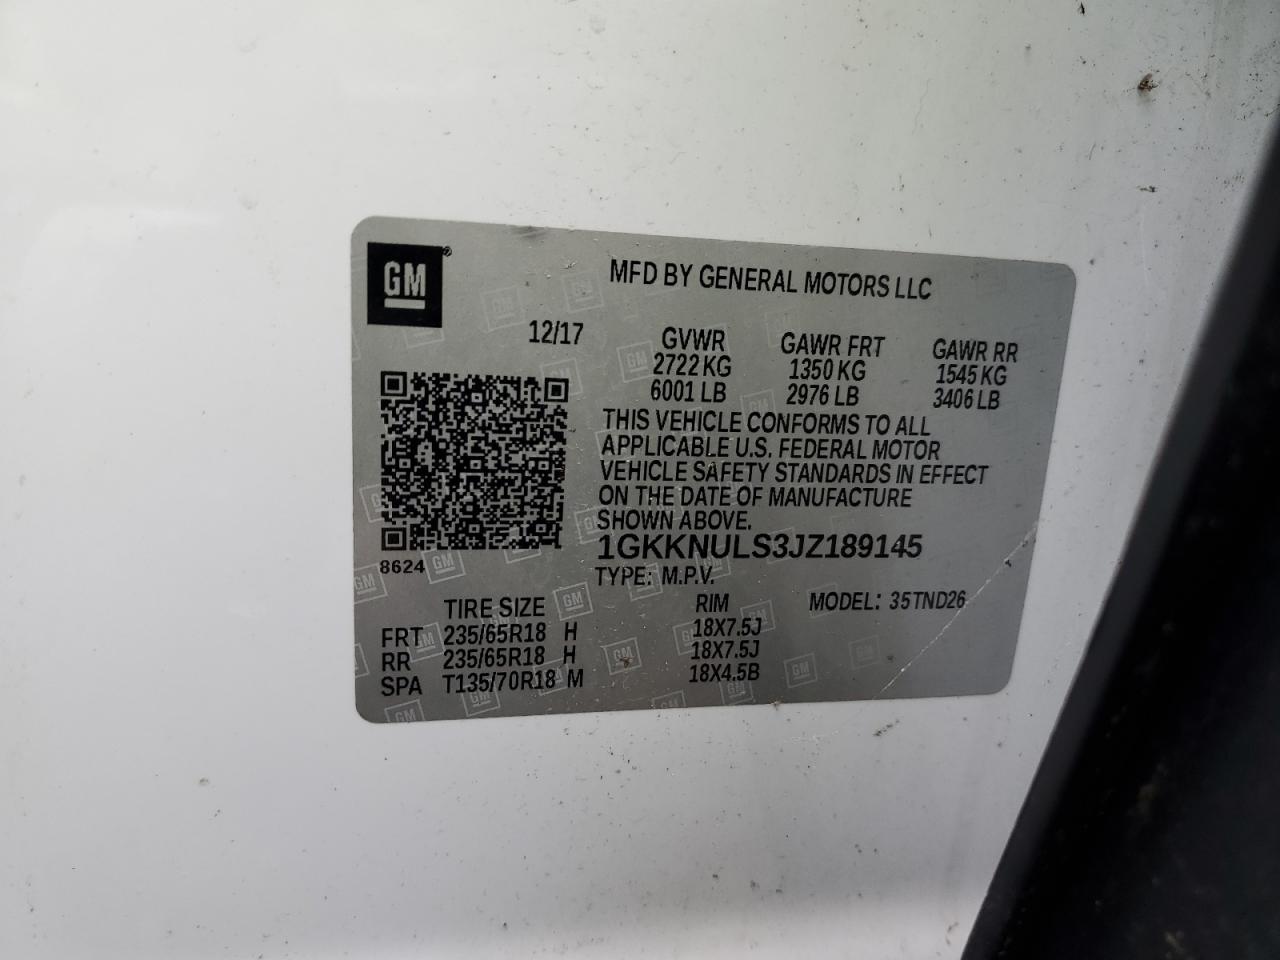 GM®
MFD BY GENERAL MOTORS LLC
12/17
GVWR GAWR FRT GAWR RR
2722 KG 1350 KG 1545 KG
6001 LB 2976 LB 3406 LB
THIS VEHICLE CONFORMS TO ALL
APPLICABLE U.S. FEDERAL MOTOR
VEHICLE SAFETY STANDARDS IN EFFECT
ON THE DATE OF MANUFACTURE
SHOWN ABOVE.
1GKKNULS3JZ189145
8624
TYPE: M.P.V.
TIRE SIZE RIM MODEL: 35TND26
FRT 235/65R18 H 18X7.5J
RR 235/65R18 H 18X7.5J
SPA T135/70R18 M 18X4.5B